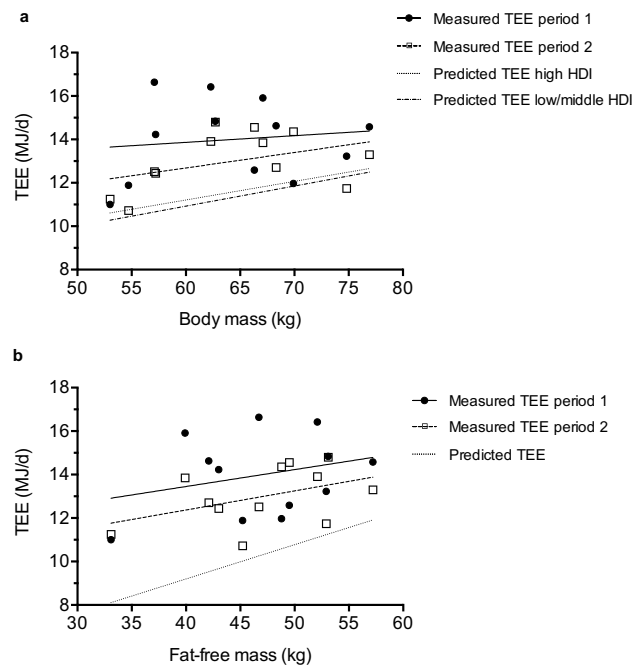 a
Measured TEE period 1
Measured TEE period 2
Predicted TEE high HDI
Predicted TEE low/middle HDI
TEE (MJ/d)
18
16
14
12
10
8
50 55 60 65 70 75 80
Body mass (kg)
b
Measured TEE period 1
Measured TEE period 2
Predicted TEE
TEE (MJ/d)
18
16
14
12
10
8
30 35 40 45 50 55 60
Fat-free mass (kg)